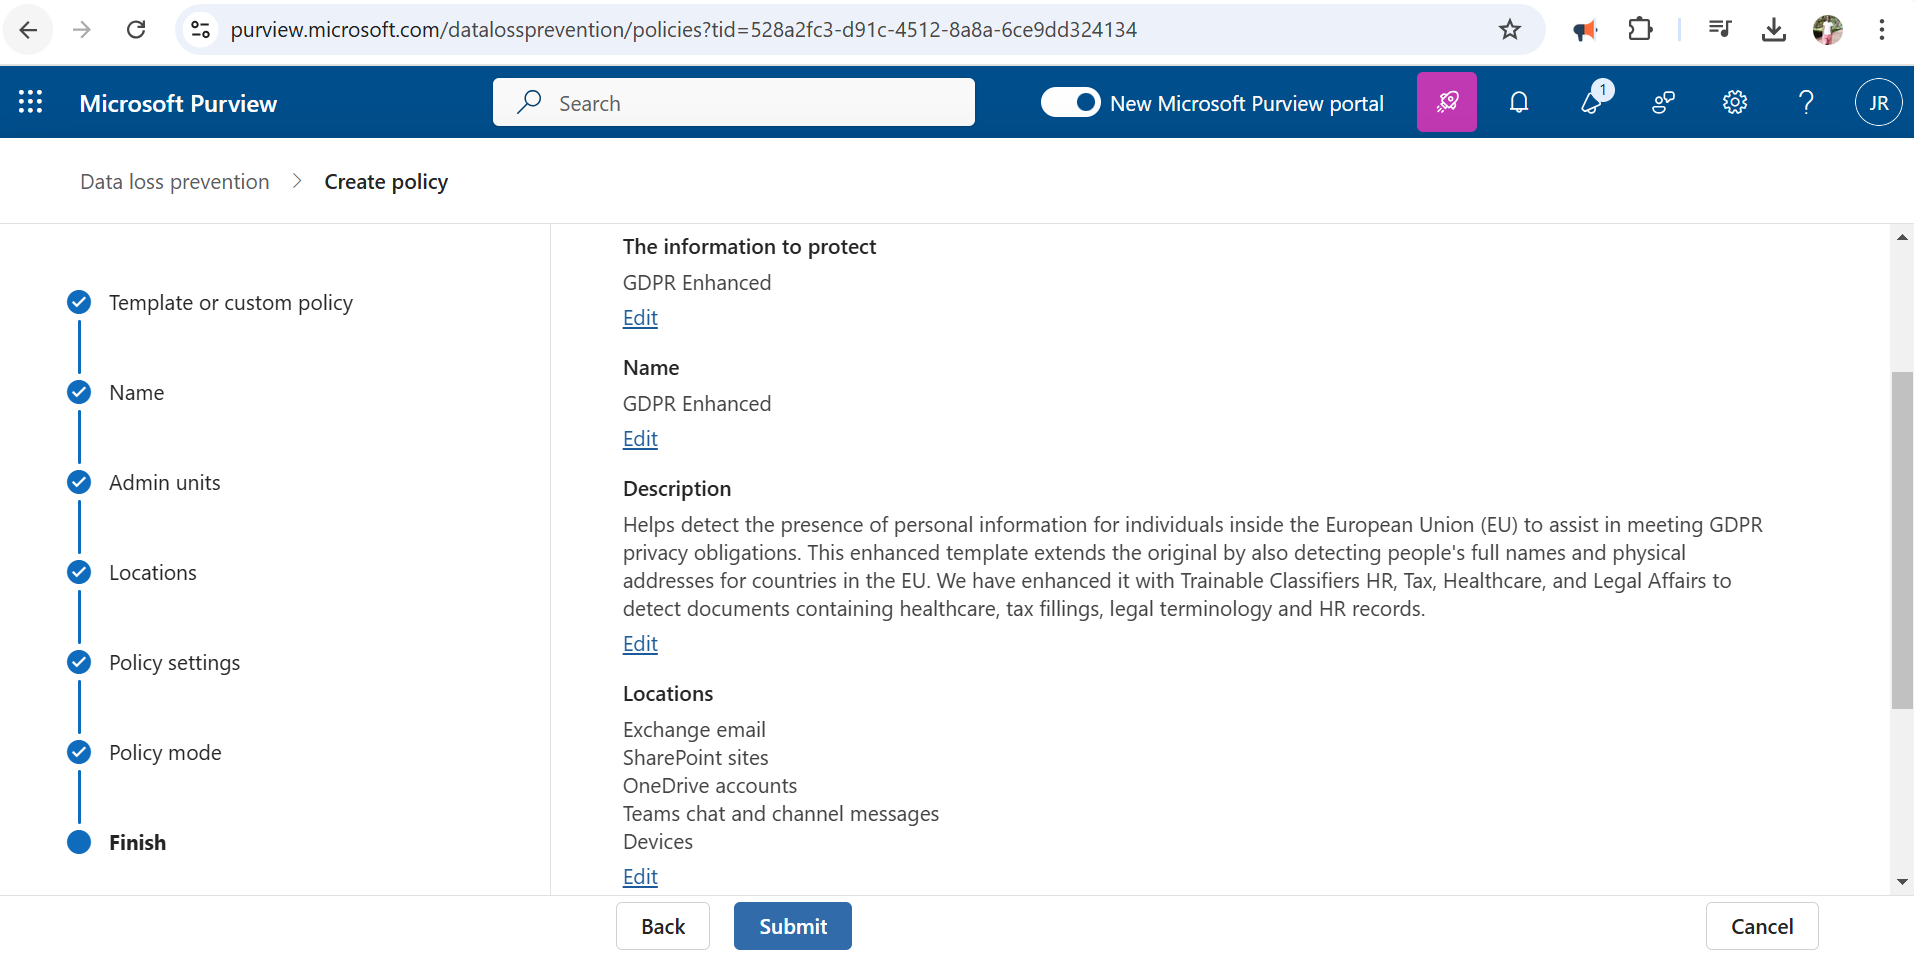 purview.microsoft.com/datalossprevention/policies?tid=528a2fc3-d91c-4512-8a8a-6ce9dd324134
Microsoft Purview
Search
New Microsoft Purview portal
1
JR
Data loss prevention > Create policy
Template or custom policy
Name
Admin units
Locations
Policy settings
Policy mode
Finish
The information to protect
GDPR Enhanced
Edit
Name
GDPR Enhanced
Edit
Description
Helps detect the presence of personal information for individuals inside the European Union (EU) to assist in meeting GDPR
privacy obligations. This enhanced template extends the original by also detecting people's full names and physical
addresses for countries in the EU. We have enhanced it with Trainable Classifiers HR, Tax, Healthcare, and Legal Affairs to
detect documents containing healthcare, tax fillings, legal terminology and HR records.
Edit
Locations
Exchange email
SharePoint sites
OneDrive accounts
Teams chat and channel messages
Devices
Edit
Back
Submit
Cancel